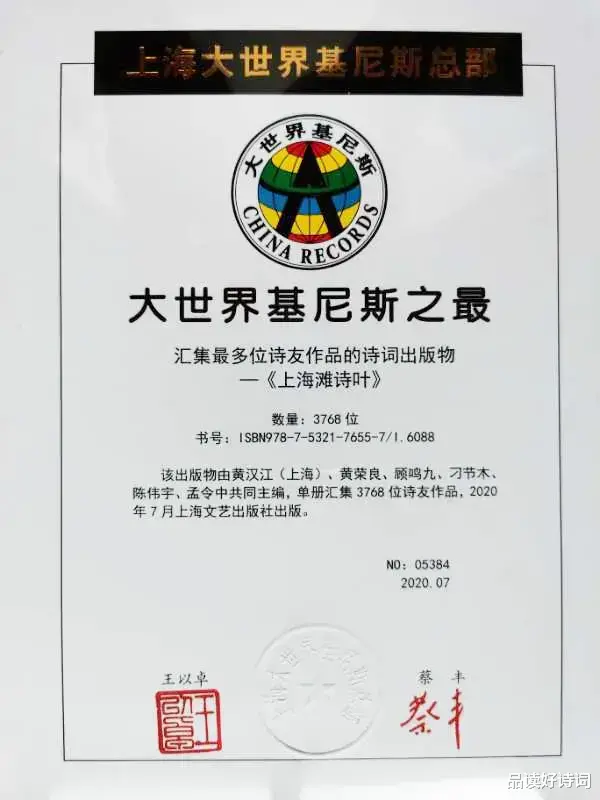 上海大世界基尼斯总部
大世界基尼斯
CHINA RECORDS
大世界基尼斯之最
汇集最多位诗友作品的诗词出版物
—《上海滩诗叶》
数量：3768 位
书号：ISBN978-7-5321-7655-7/I.6088
该出版物由黄汉江（上海）、黄荣良、顾鸣九、刁节木、
陈伟宇、孟令中共同主编，单册汇集 3768 位诗友作品，2020
年 7 月上海文艺出版社出版。
NO：05384
2020.07
王以卓
蔡 丰
蔡丰
品读好诗词